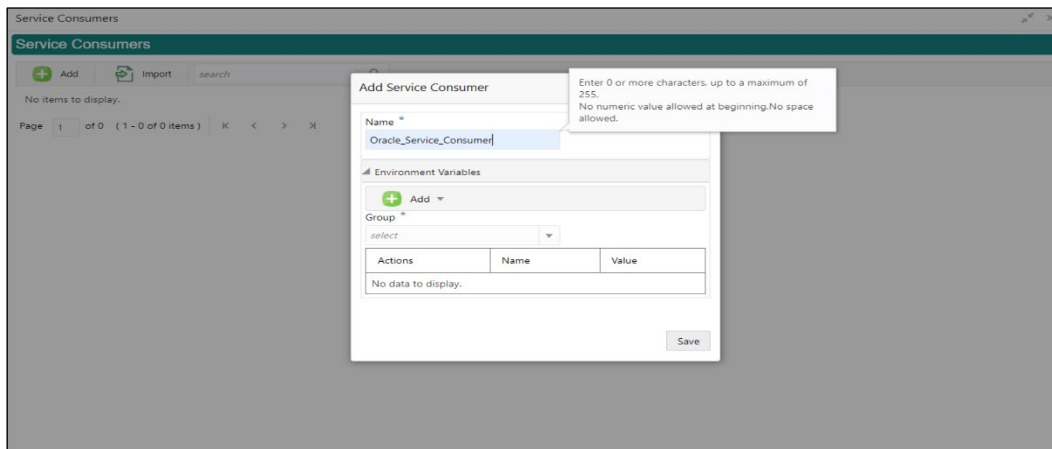 Service Consumers
Service Consumers
Add Import search
No items to display.
Page 1 of 0 ( 1 - 0 of 0 items )
Add Service Consumer
Enter 0 or more characters, up to a maximum of
255.
No numeric value allowed at beginning.No space
allowed.
Name *
Oracle_Service_Consumer
Environment Variables
Add
Group *
select
Actions Name Value
No data to display.
Save